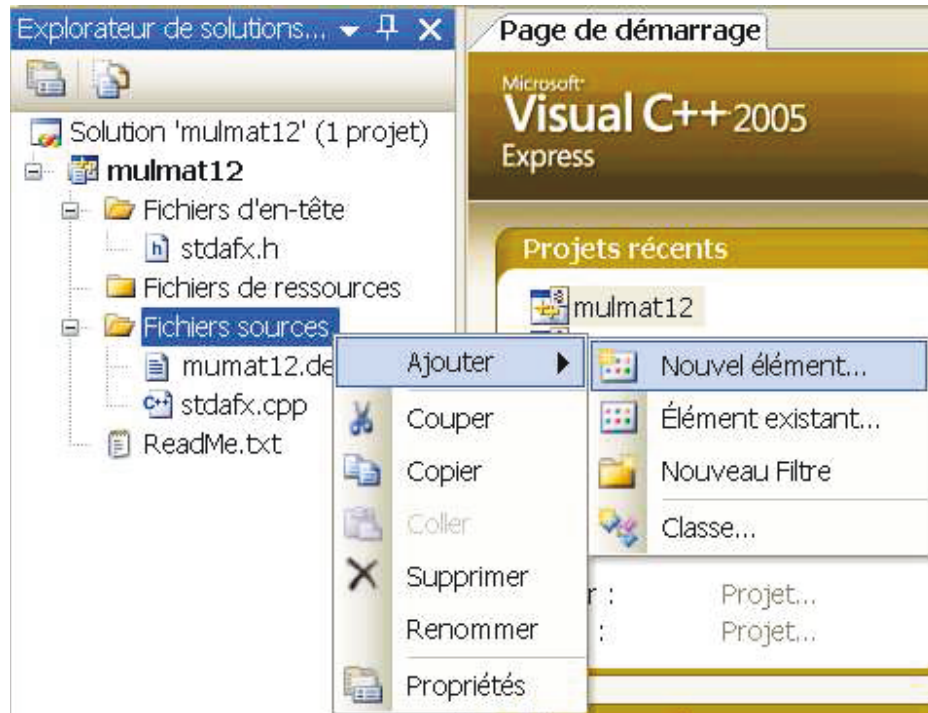 Explorateur de solutions...
Page de démarrage
Microsoft
Visual C++ 2005
Express
Solution 'mulmat12' (1 projet)
mulmat12
Fichiers d'en-tête
stdafx.h
Fichiers de ressources
Fichiers sources
mumat12.de
stdafx.cpp
ReadMe.txt
Projets récents
mulmat12
Ajouter
Couper
Copier
Coller
Supprimer
Renommer
Propriétés
Nouvel élément...
Élément existant...
Nouveau Filtre
Classe...
r : Projet...
: Projet...